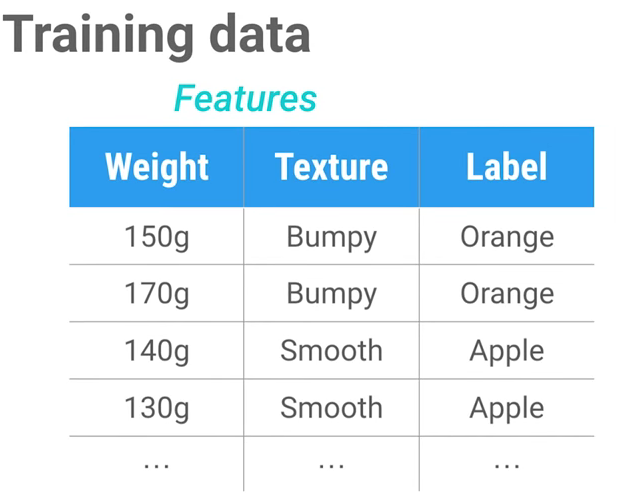 Training data
Features
Weight Texture Label
150g Bumpy Orange
170g Bumpy Orange
140g Smooth Apple
130g Smooth Apple
... ... ...